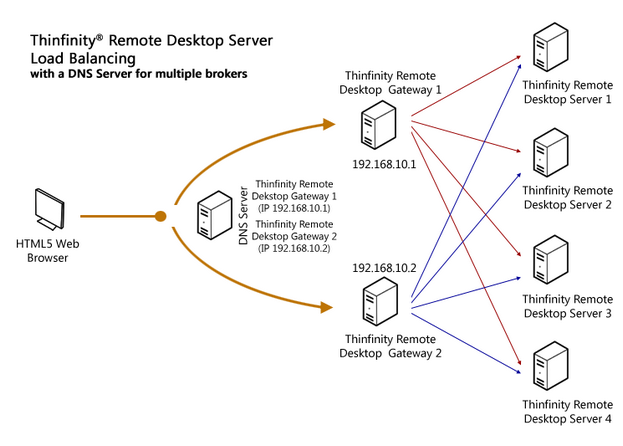 Thinfinity® Remote Desktop Server
Load Balancing
with a DNS Server for multiple brokers
HTML5 Web
Browser
DNS Server
Thinfinity Remote
Dekstop Gateway 1
(IP 192.168.10.1)
Thinfinity Remote
Dekstop Gateway 2
(IP 192.168.10.2)
Thinfinity Remote
Desktop Gateway 1
192.168.10.1
192.168.10.2
Thinfinity Remote
Desktop Gateway 2
Thinfinity Remote
Desktop Server 1
Thinfinity Remote
Desktop Server 2
Thinfinity Remote
Desktop Server 3
Thinfinity Remote
Desktop Server 4